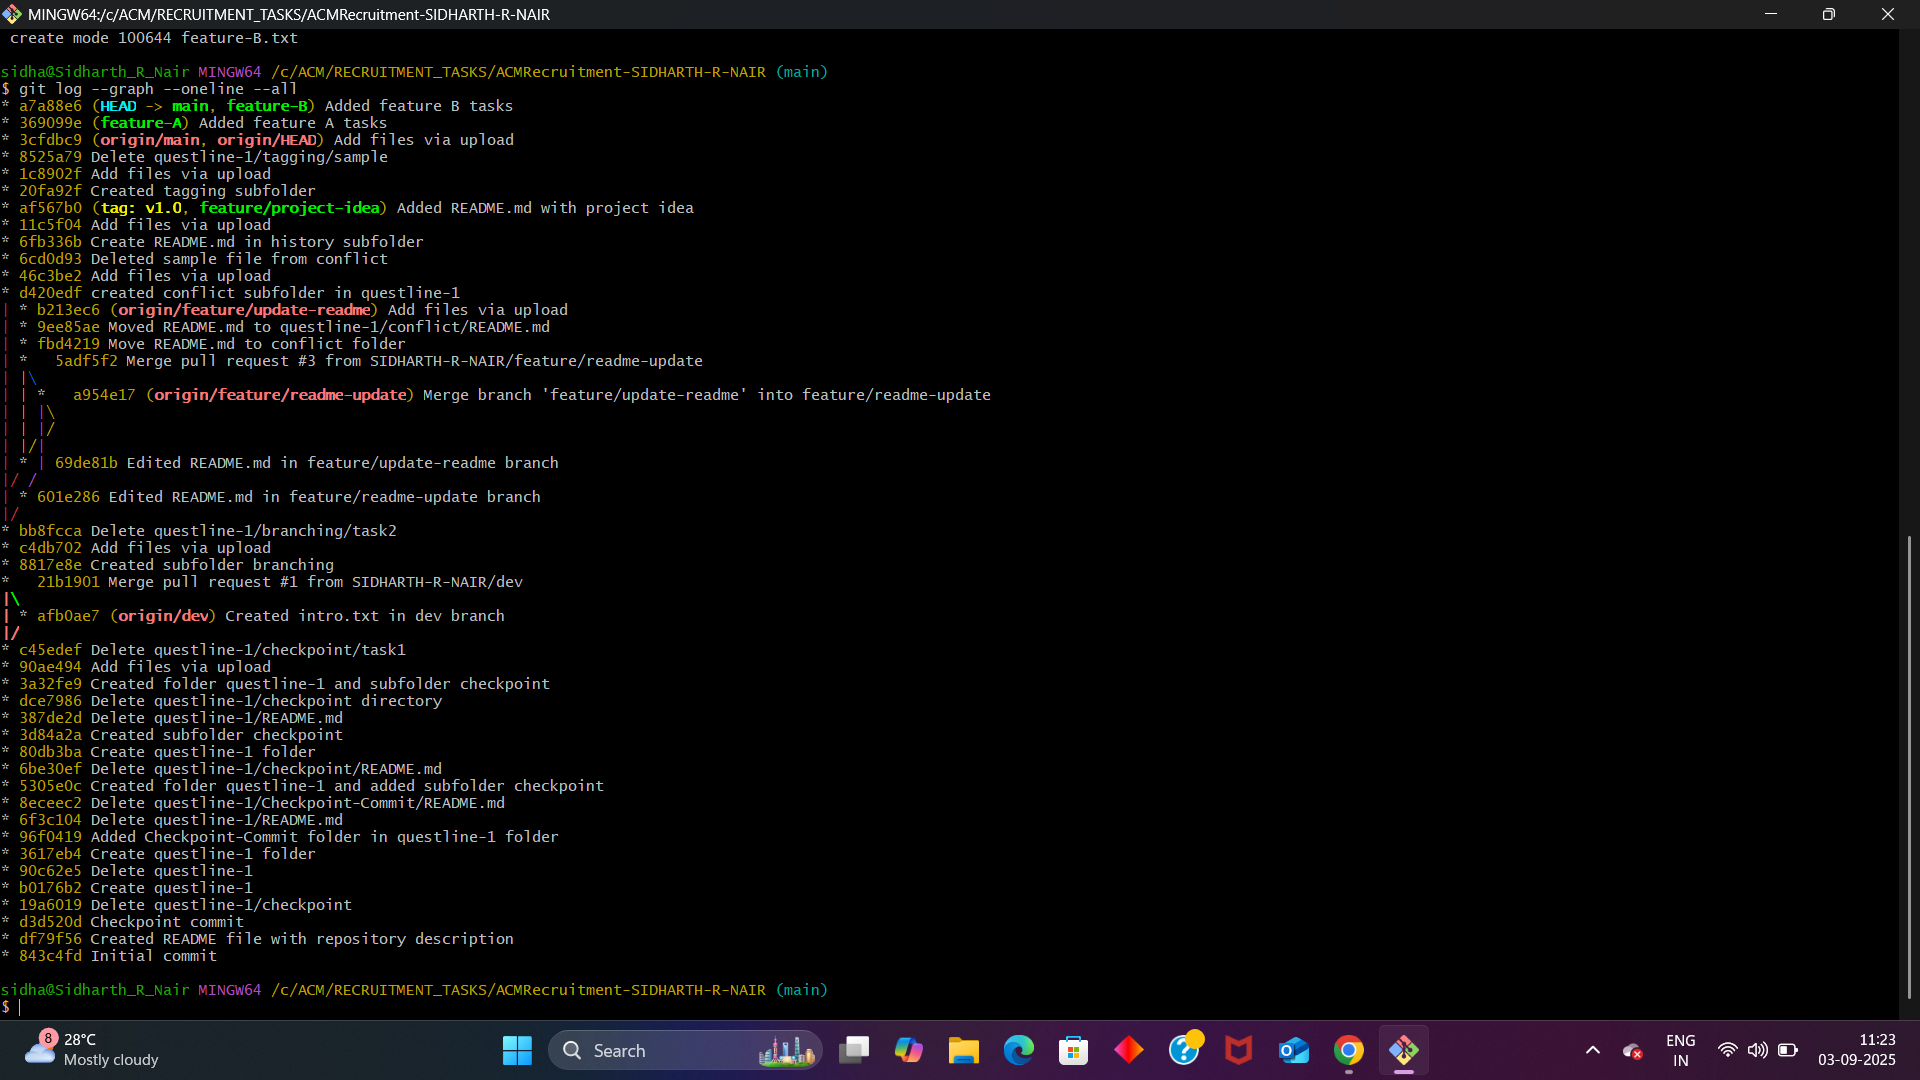 MINGW64:/c/ACM/RECRUITMENT_TASKS/ACMRecruitment-SIDHARTH-R-NAIR
 create mode 100644 feature-B.txt
sidha@Sidharth_R_Nair MINGW64 /c/ACM/RECRUITMENT_TASKS/ACMRecruitment-SIDHARTH-R-NAIR (main)
$ git log --graph --oneline --all
* a7a88e6 (HEAD -> main, feature-B) Added feature B tasks
* 369099e (feature-A) Added feature A tasks
* 3cfdbc9 (origin/main, origin/HEAD) Add files via upload
* 8525a79 Delete questline-1/tagging/sample
* 1c8902f Add files via upload
* 20fa92f Created tagging subfolder
* af567b0 (tag: v1.0, feature/project-idea) Added README.md with project idea
* 11c5f04 Add files via upload
* 6fb336b Create README.md in history subfolder
* 6cd0d93 Deleted sample file from conflict
* 46c3be2 Add files via upload
* d420edf created conflict subfolder in questline-1
| * b213ec6 (origin/feature/update-readme) Add files via upload
| * 9ee85ae Moved README.md to questline-1/conflict/README.md
| * fbd4219 Move README.md to conflict folder
| *   5adf5f2 Merge pull request #3 from SIDHARTH-R-NAIR/feature/readme-update
| |\
| | *   a954e17 (origin/feature/readme-update) Merge branch 'feature/update-readme' into feature/readme-update
| | |\
| | |/
| |/|
| * | 69de81b Edited README.md in feature/update-readme branch
|/ /
| * 601e286 Edited README.md in feature/readme-update branch
|/
* bb8fcca Delete questline-1/branching/task2
* c4db702 Add files via upload
* 8817e8e Created subfolder branching
*   21b1901 Merge pull request #1 from SIDHARTH-R-NAIR/dev
|\
| * afb0ae7 (origin/dev) Created intro.txt in dev branch
|/
* c45edef Delete questline-1/checkpoint/task1
* 90ae494 Add files via upload
* 3a32fe9 Created folder questline-1 and subfolder checkpoint
* dce7986 Delete questline-1/checkpoint directory
* 387de2d Delete questline-1/README.md
* 3d84a2a Created subfolder checkpoint
* 80db3ba Create questline-1 folder
* 6be30ef Delete questline-1/checkpoint/README.md
* 5305e0c Created folder questline-1 and added subfolder checkpoint
* 8eceec2 Delete questline-1/Checkpoint-Commit/README.md
* 6f3c104 Delete questline-1/README.md
* 96f0419 Added Checkpoint-Commit folder in questline-1 folder
* 3617eb4 Create questline-1 folder
* 90c62e5 Delete questline-1
* b0176b2 Create questline-1
* 19a6019 Delete questline-1/checkpoint
* d3d520d Checkpoint commit
* df79f56 Created README file with repository description
* 843c4fd Initial commit
sidha@Sidharth_R_Nair MINGW64 /c/ACM/RECRUITMENT_TASKS/ACMRecruitment-SIDHARTH-R-NAIR (main)
$
8
28°C
Mostly cloudy
Search
ENG
IN
11:23
03-09-2025